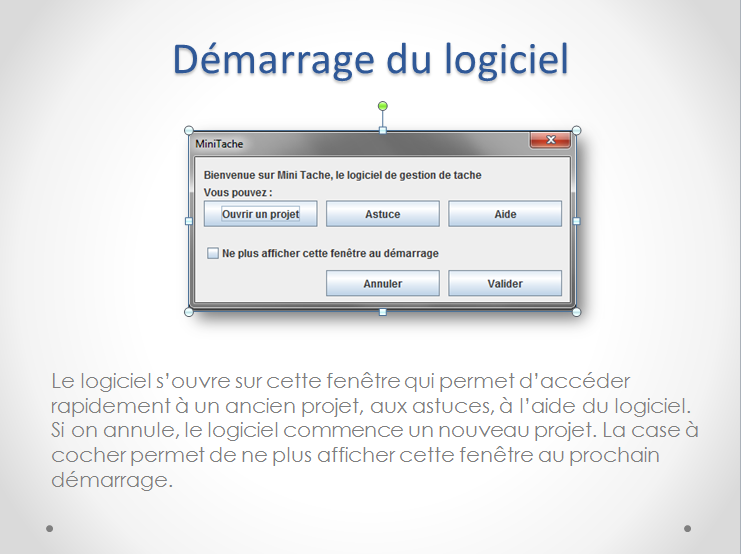 Démarrage du logiciel
MiniTache
Bienvenue sur Mini Tache, le logiciel de gestion de tache
Vous pouvez :
Ouvrir un projet Astuce Aide
Ne plus afficher cette fenêtre au démarrage
Annuler Valider
Le logiciel s’ouvre sur cette fenêtre qui permet d’accéder
rapidement à un ancien projet, aux astuces, à l’aide du logiciel.
Si on annule, le logiciel commence un nouveau projet. La case à
cocher permet de ne plus afficher cette fenêtre au prochain
démarrage.